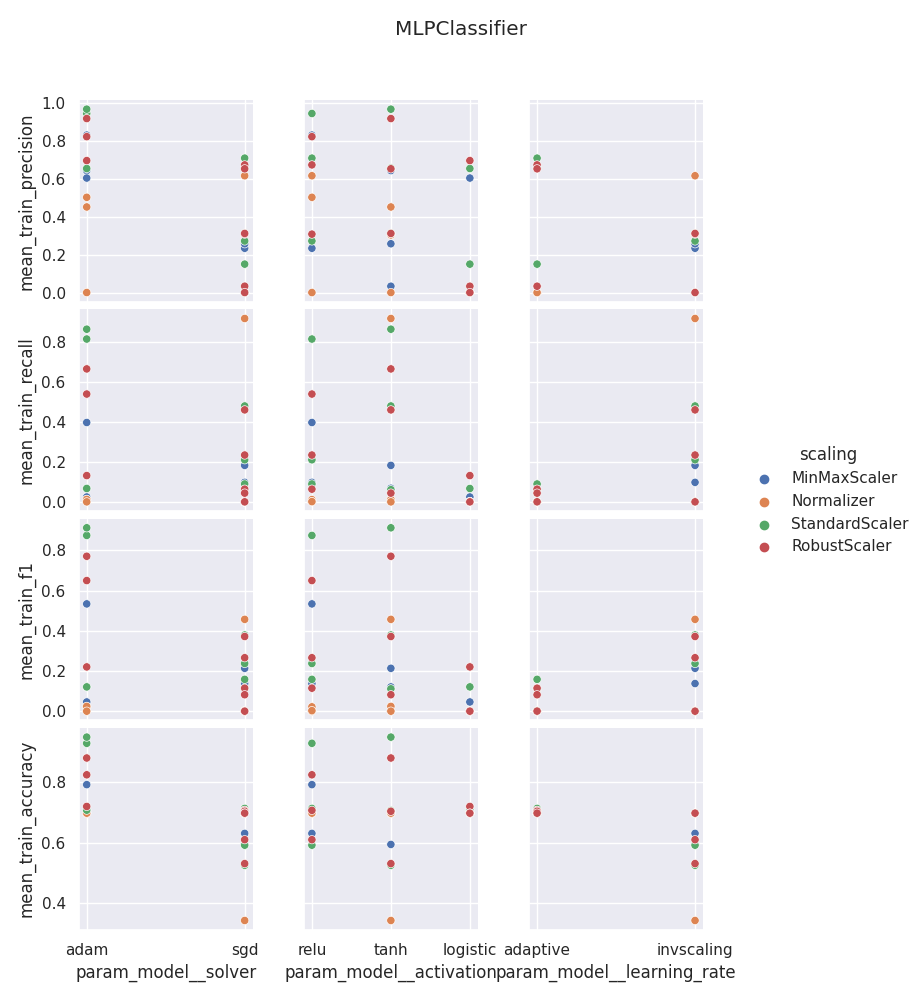 MLPClassifier
mean_train_precision
1.0
0.8
0.6
0.4
0.2
0.0
mean_train_recall
0.8
0.6
0.4
0.2
0.0
mean_train_f1
0.8
0.6
0.4
0.2
0.0
mean_train_accuracy
0.8
0.6
0.4
adam sgd
param_model__solver
relu tanh logistic
param_model__activation
adaptive invscaling
param_model__learning_rate
scaling
MinMaxScaler
Normalizer
StandardScaler
RobustScaler